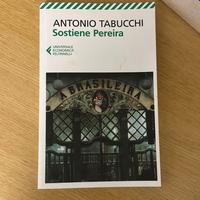 ANTONIO TABUCCHI
Sostiene Pereira
UNIVERSALE
ECONOMICA
FELTRINELLI
A BRASILEIRA